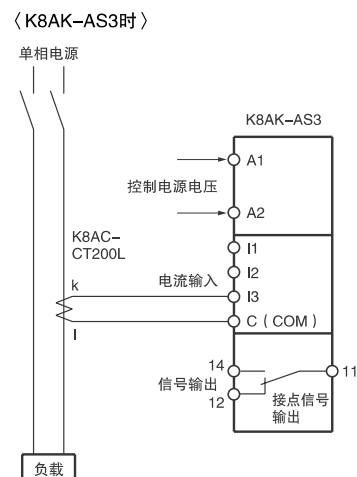 〈 K8AK-AS3时 〉
单相电源
K8AK-AS3
A1
控制电源电压
A2
K8AC-
CT200L
I1
I2
k
电流输入
I3
C ( COM )
l
14
11
信号输出
12
接点信号
输出
负载